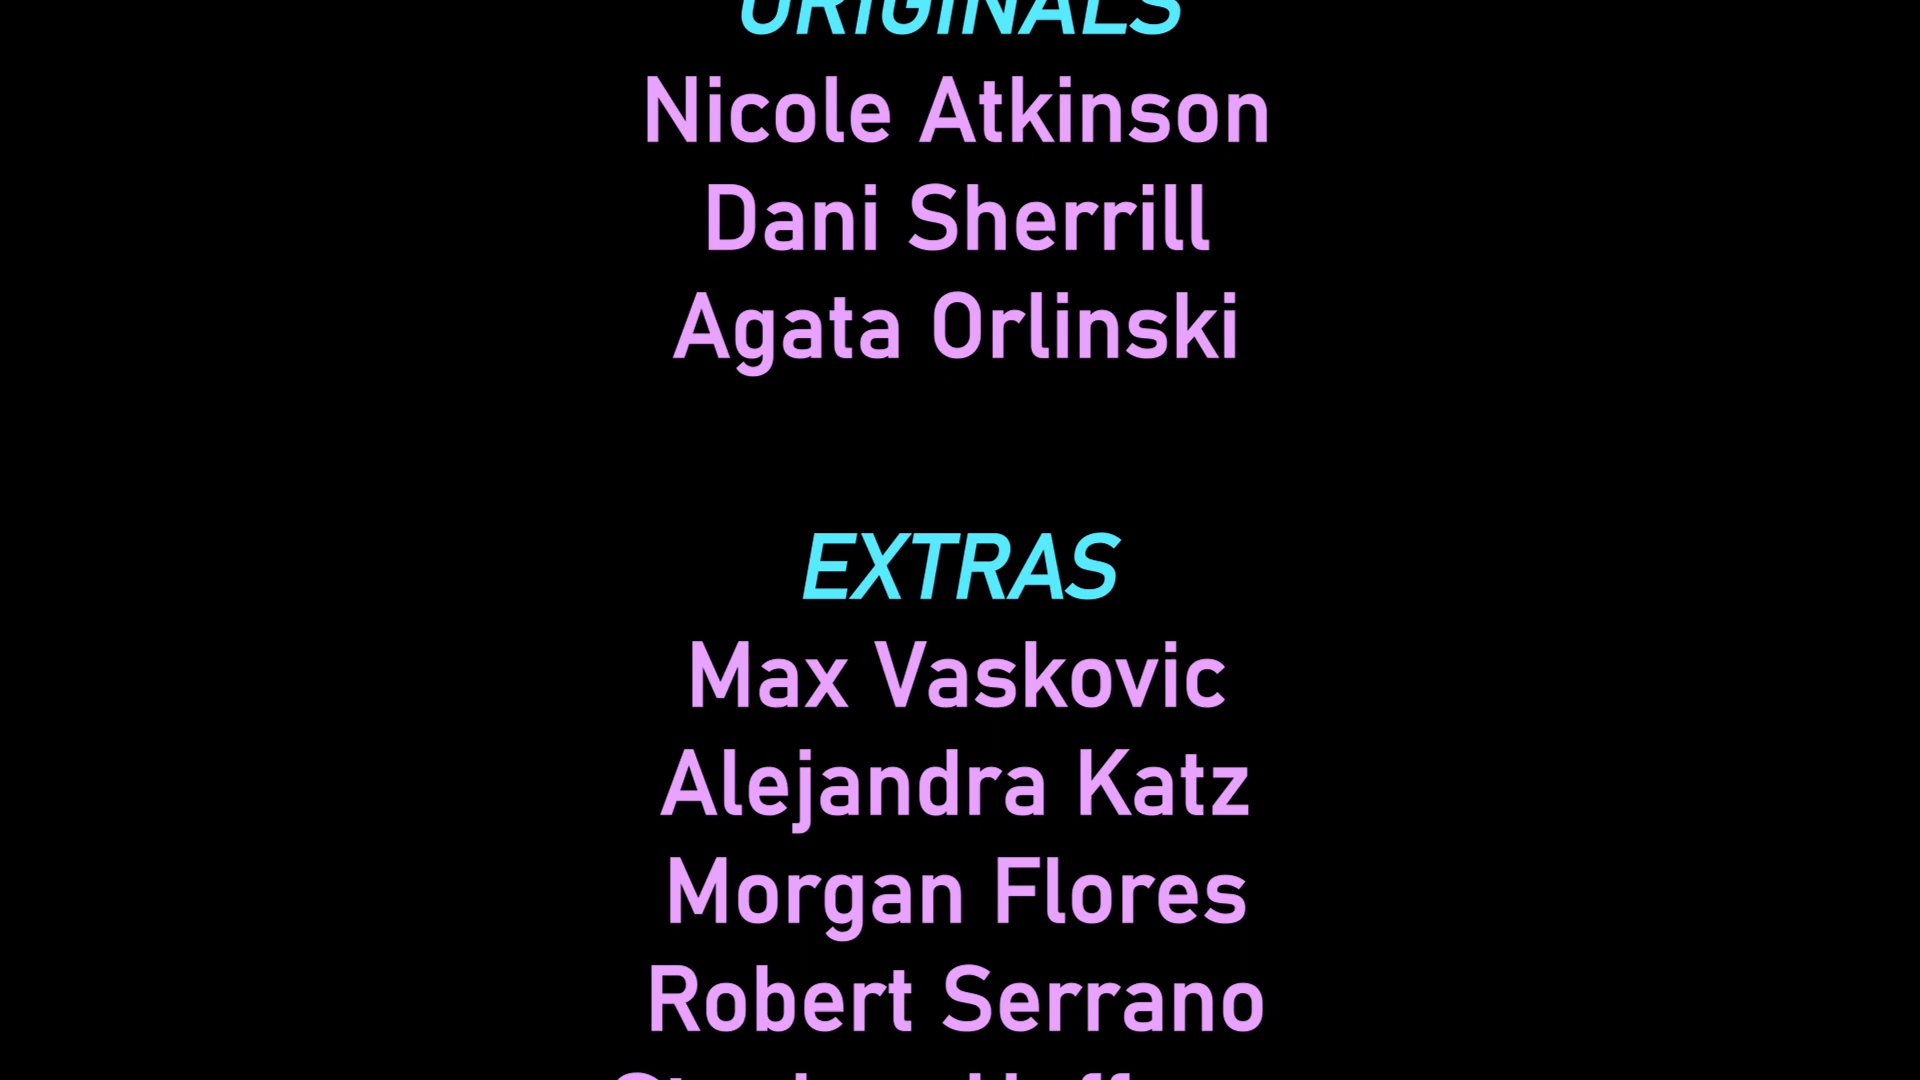 ORIGINALS
Nicole Atkinson
Dani Sherrill
Agata Orlinski
EXTRAS
Max Vaskovic
Alejandra Katz
Morgan Flores
Robert Serrano